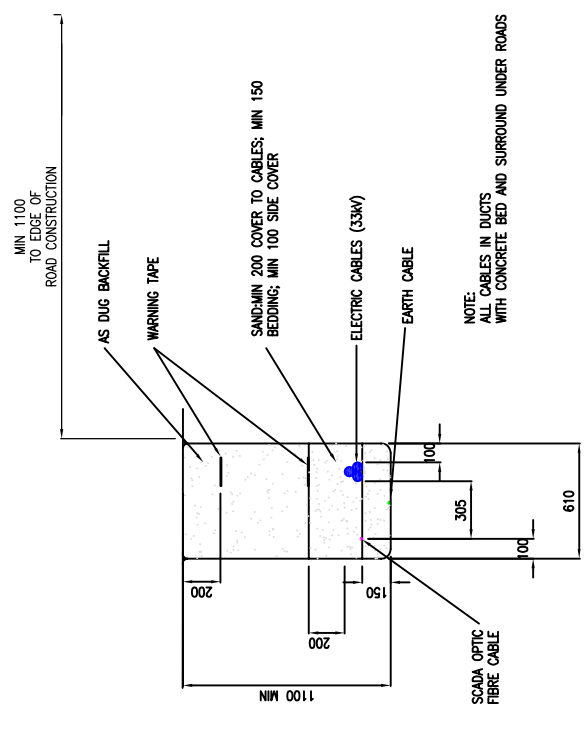 MIN 1100
TO EDGE OF
ROAD CONSTRUCTION
AS DUG BACKFILL
WARNING TAPE
SAND:MIN 200 COVER TO CABLES; MIN 150
BEDDING; MIN 100 SIDE COVER
ELECTRIC CABLES (33kV)
EARTH CABLE
NOTE:
ALL CABLES IN DUCTS
WITH CONCRETE BED AND SURROUND UNDER ROADS
200
200
150
1100 MIN
100
305
100
610
SCADA OPTIC
FIBRE CABLE